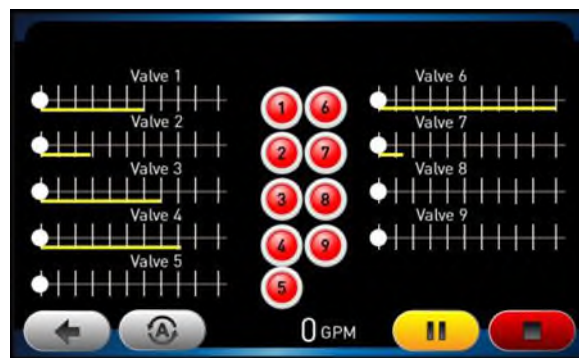 Valve 1
Valve 2
Valve 3
Valve 4
Valve 5
1 6
2 7
3 8
4 9
5
Valve 6
Valve 7
Valve 8
Valve 9
A
0 GPM